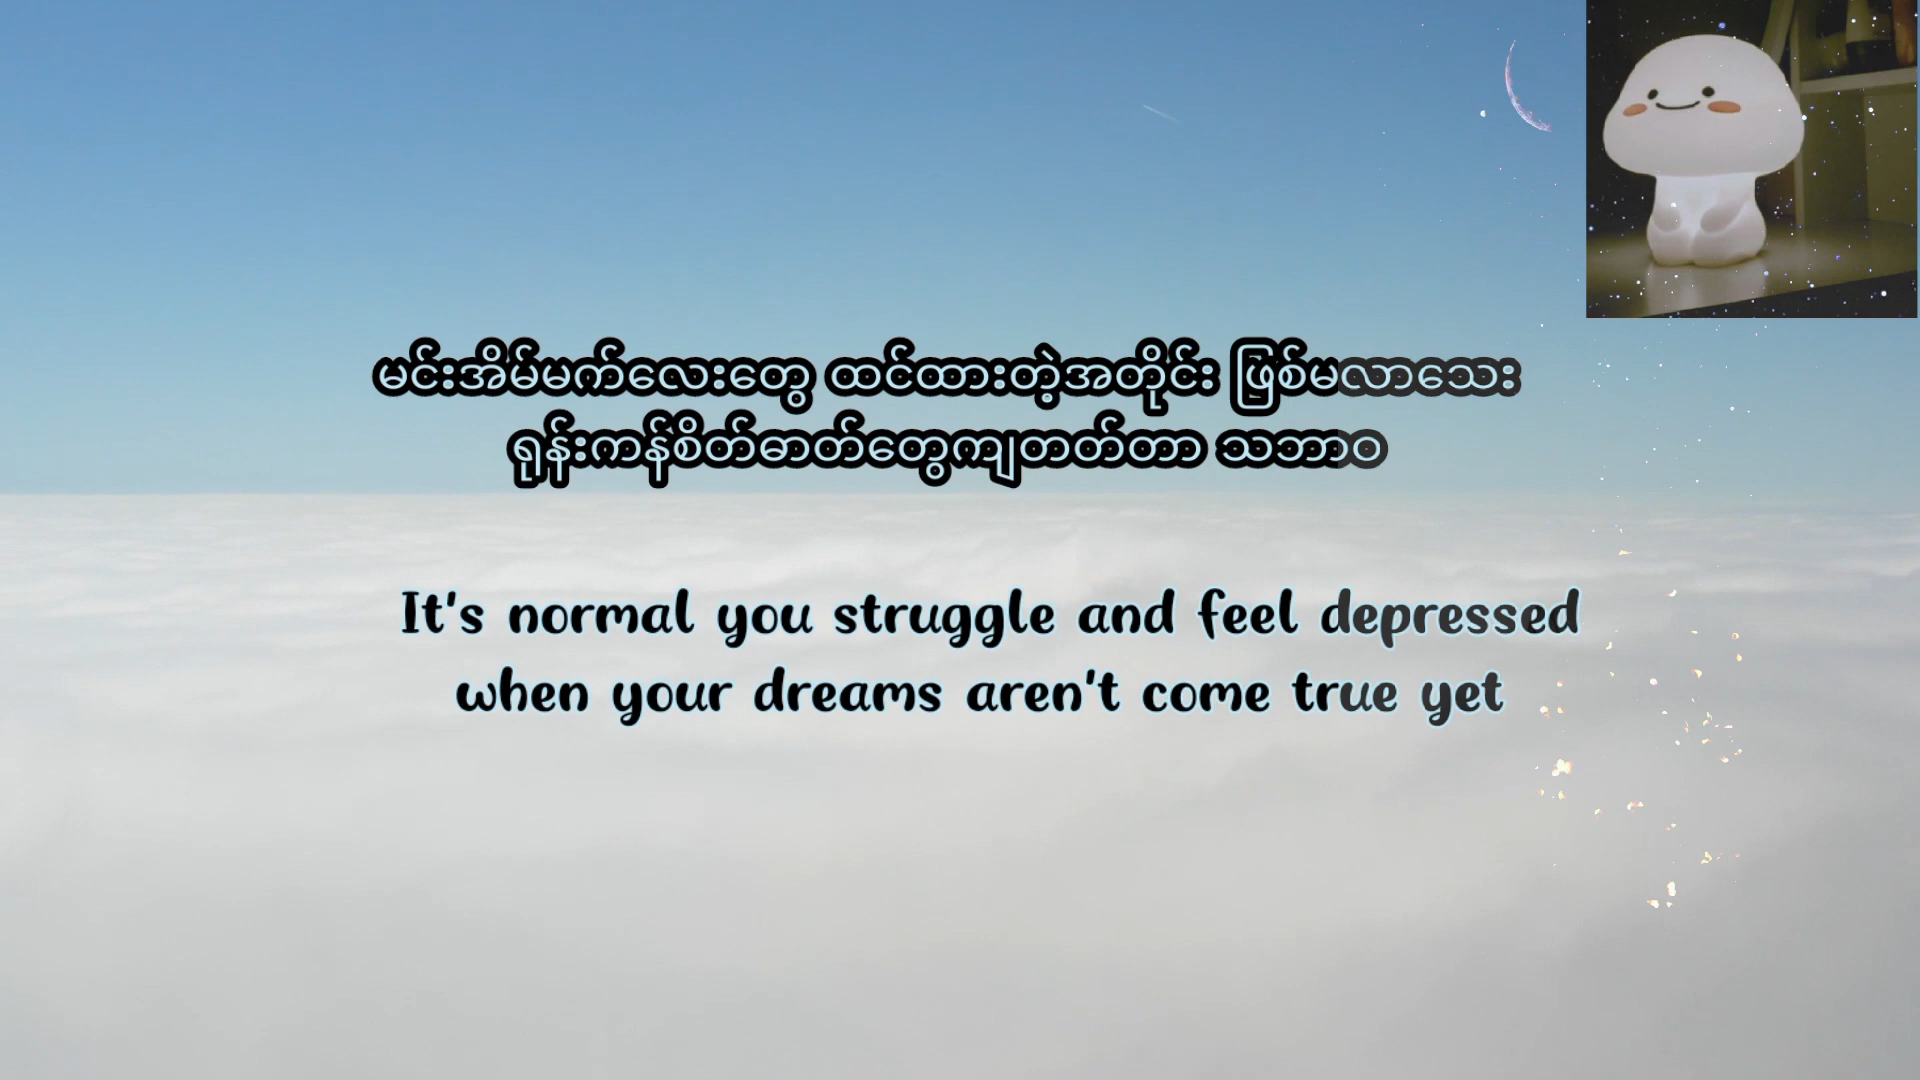 မင်းအိမ်မက်လေးတွေ ထင်ထားတဲ့အတိုင်း ဖြစ်မလာသေး
ရုန်းကန်စိတ်ဓာတ်တွေကျတတ်တာ သဘာဝ
It's normal you struggle and feel depressed
when your dreams aren't come true yet